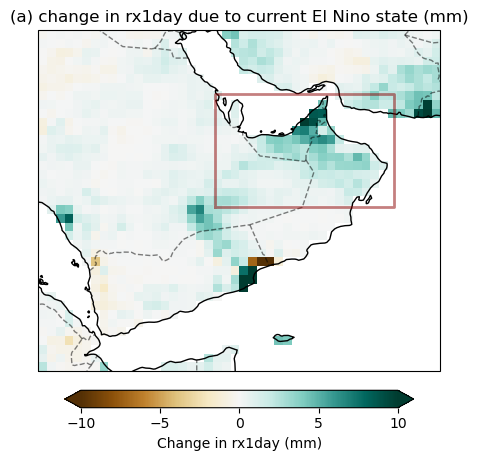 (a) change in rx1day due to current El Nino state (mm)
−10 −5 0 5 10
Change in rx1day (mm)